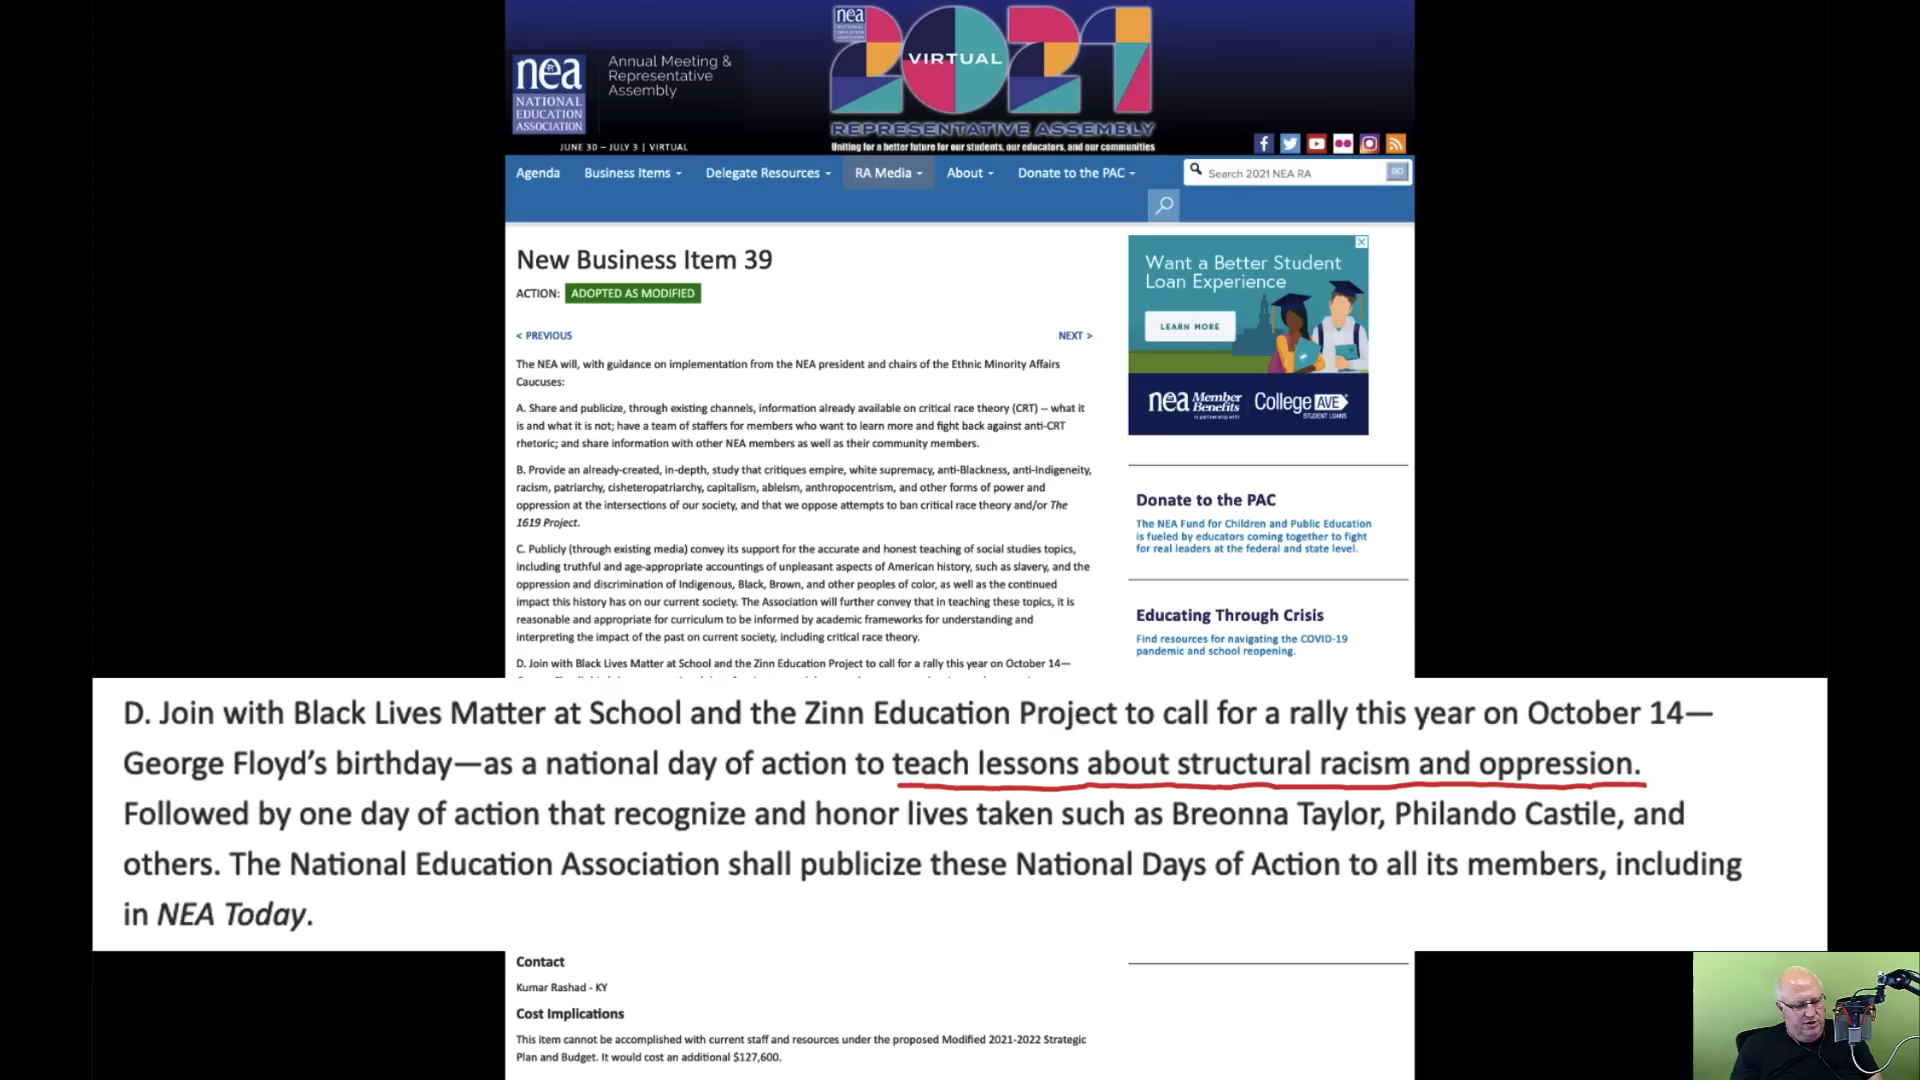 nea
NATIONAL
EDUCATION
ASSOCIATION
Annual Meeting &
Representative
Assembly
JUNE 30 – JULY 3 | VIRTUAL
nea
NATIONAL
EDUCATION
ASSOCIATION
2021
VIRTUAL
REPRESENTATIVE ASSEMBLY
Uniting for a better future for our students, our educators, and our communities
Agenda Business Items Delegate Resources RA Media About Donate to the PAC Search 2021 NEA RA GO
New Business Item 39
ACTION: ADOPTED AS MODIFIED
< PREVIOUS NEXT >
The NEA will, with guidance on implementation from the NEA president and chairs of the Ethnic Minority Affairs
Caucuses:
A. Share and publicize, through existing channels, information already available on critical race theory (CRT) -- what it
is and what it is not; have a team of staffers for members who want to learn more and fight back against anti-CRT
rhetoric; and share information with other NEA members as well as their community members.
B. Provide an already-created, in-depth, study that critiques empire, white supremacy, anti-Blackness, anti-Indigeneity,
racism, patriarchy, cisheteropatriarchy, capitalism, ableism, anthropocentrism, and other forms of power and
oppression at the intersections of our society, and that we oppose attempts to ban critical race theory and/or The
1619 Project.
C. Publicly (through existing media) convey its support for the accurate and honest teaching of social studies topics,
including truthful and age-appropriate accountings of unpleasant aspects of American history, such as slavery, and the
oppression and discrimination of Indigenous, Black, Brown, and other peoples of color, as well as the continued
impact this history has on our current society. The Association will further convey that in teaching these topics, it is
reasonable and appropriate for curriculum to be informed by academic frameworks for understanding and
interpreting the impact of the past on current society, including critical race theory.
D. Join with Black Lives Matter at School and the Zinn Education Project to call for a rally this year on October 14—
Want a Better Student
Loan Experience
LEARN MORE
nea Member
Benefits
in partnership with
College AVE
STUDENT LOANS
Donate to the PAC
The NEA Fund for Children and Public Education
is fueled by educators coming together to fight
for real leaders at the federal and state level.
Educating Through Crisis
Find resources for navigating the COVID-19
pandemic and school reopening.
D. Join with Black Lives Matter at School and the Zinn Education Project to call for a rally this year on October 14—
George Floyd’s birthday—as a national day of action to teach lessons about structural racism and oppression.
Followed by one day of action that recognize and honor lives taken such as Breonna Taylor, Philando Castile, and
others. The National Education Association shall publicize these National Days of Action to all its members, including
in NEA Today.
Contact
Kumar Rashad - KY
Cost Implications
This item cannot be accomplished with current staff and resources under the proposed Modified 2021-2022 Strategic
Plan and Budget. It would cost an additional $127,600.